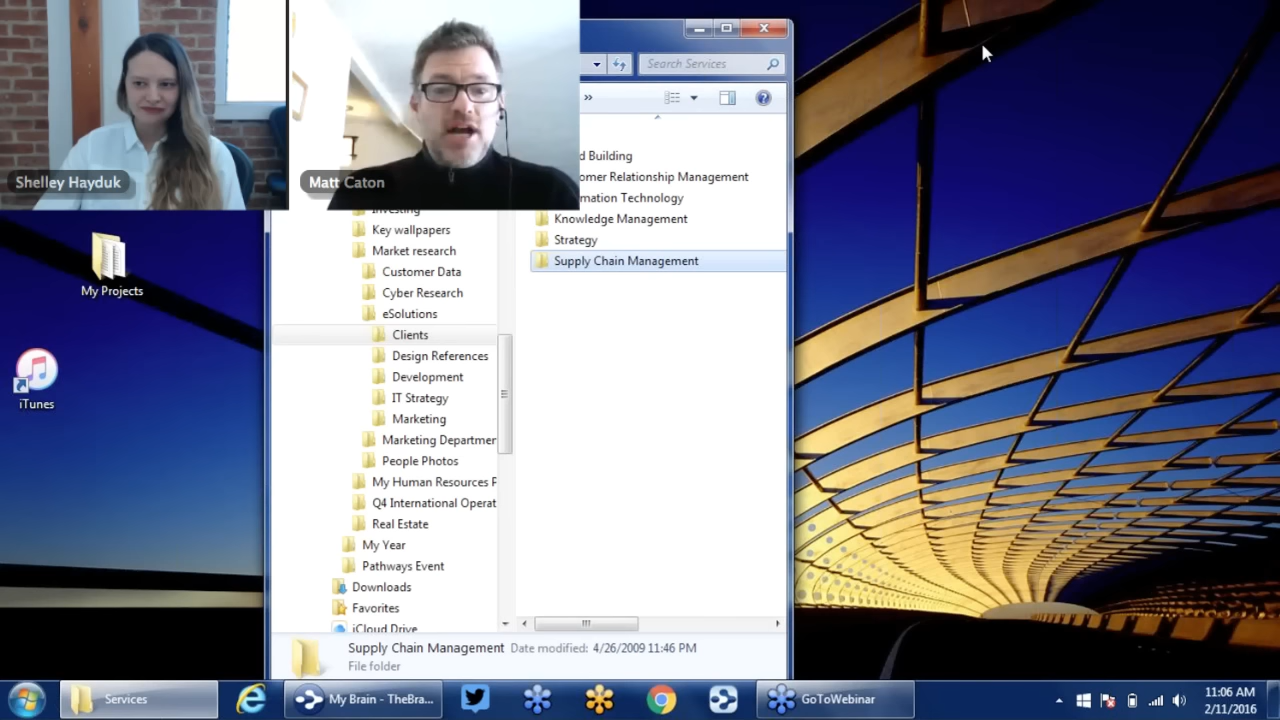 Shelley Hayduk
Matt Caton
Search Services
»
d Building
omer Relationship Management
mation Technology
Knowledge Management
Strategy
Supply Chain Management
Investing
Key wallpapers
Market research
Customer Data
Cyber Research
eSolutions
Clients
Design References
Development
IT Strategy
Marketing
Marketing Departmen
People Photos
My Human Resources P
Q4 International Operat
Real Estate
My Year
Pathways Event
Downloads
Favorites
iCloud Drive
My Projects
iTunes
Supply Chain Management Date modified: 4/26/2009 11:46 PM
File folder
Services
My Brain - TheBra...
GoToWebinar
11:06 AM
2/11/2016